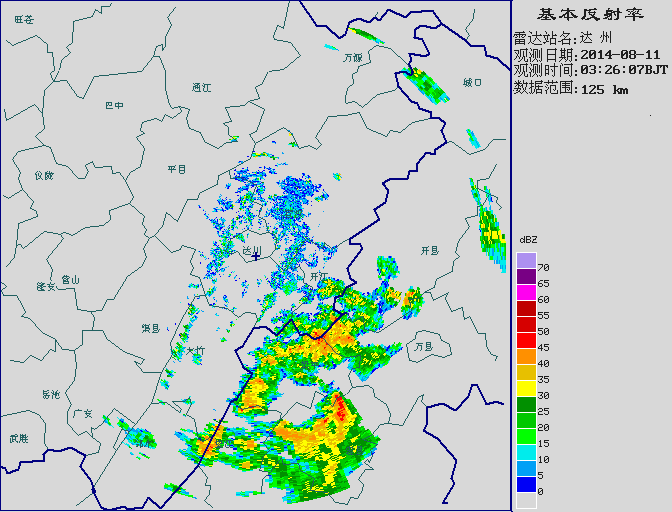 基本反射率
雷达站名:达 州
观测日期:2014-08-11
观测时间:03:26:07BJT
数据范围:125 km
旺苍
万源
城口
通江
巴中
仪陇
平昌
达川
开江
开县
营山
蓬安
渠县
大竹
万县
岳池
广安
武胜
邻水
dBZ
70
65
60
55
50
45
40
35
30
25
20
15
10
5
0